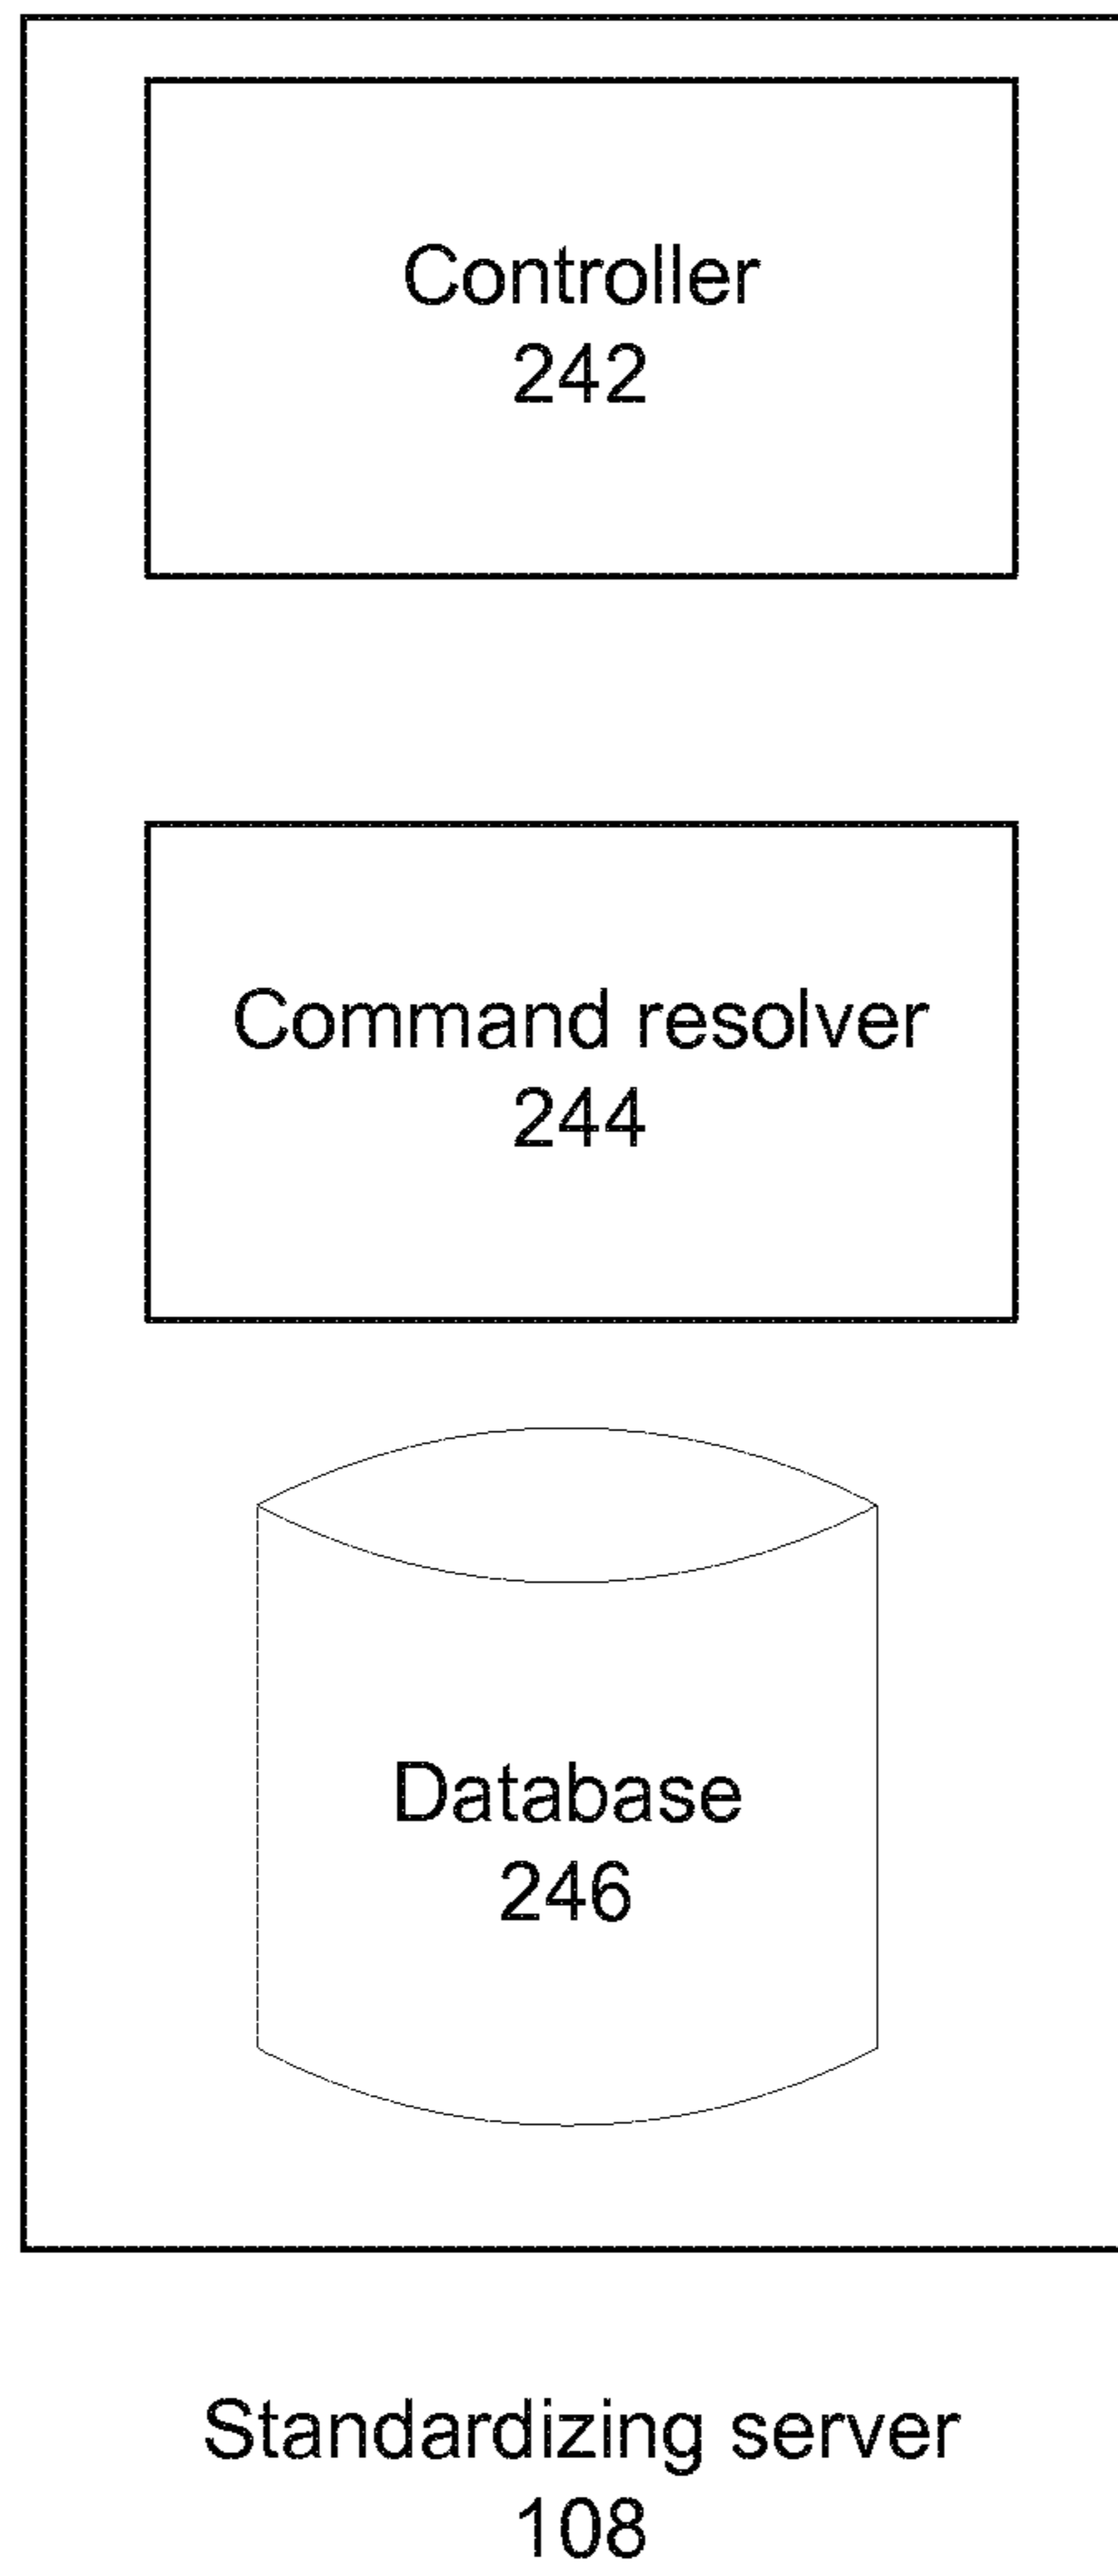 Controller
242
Command resolver
244
Database
246
Standardizing server
108